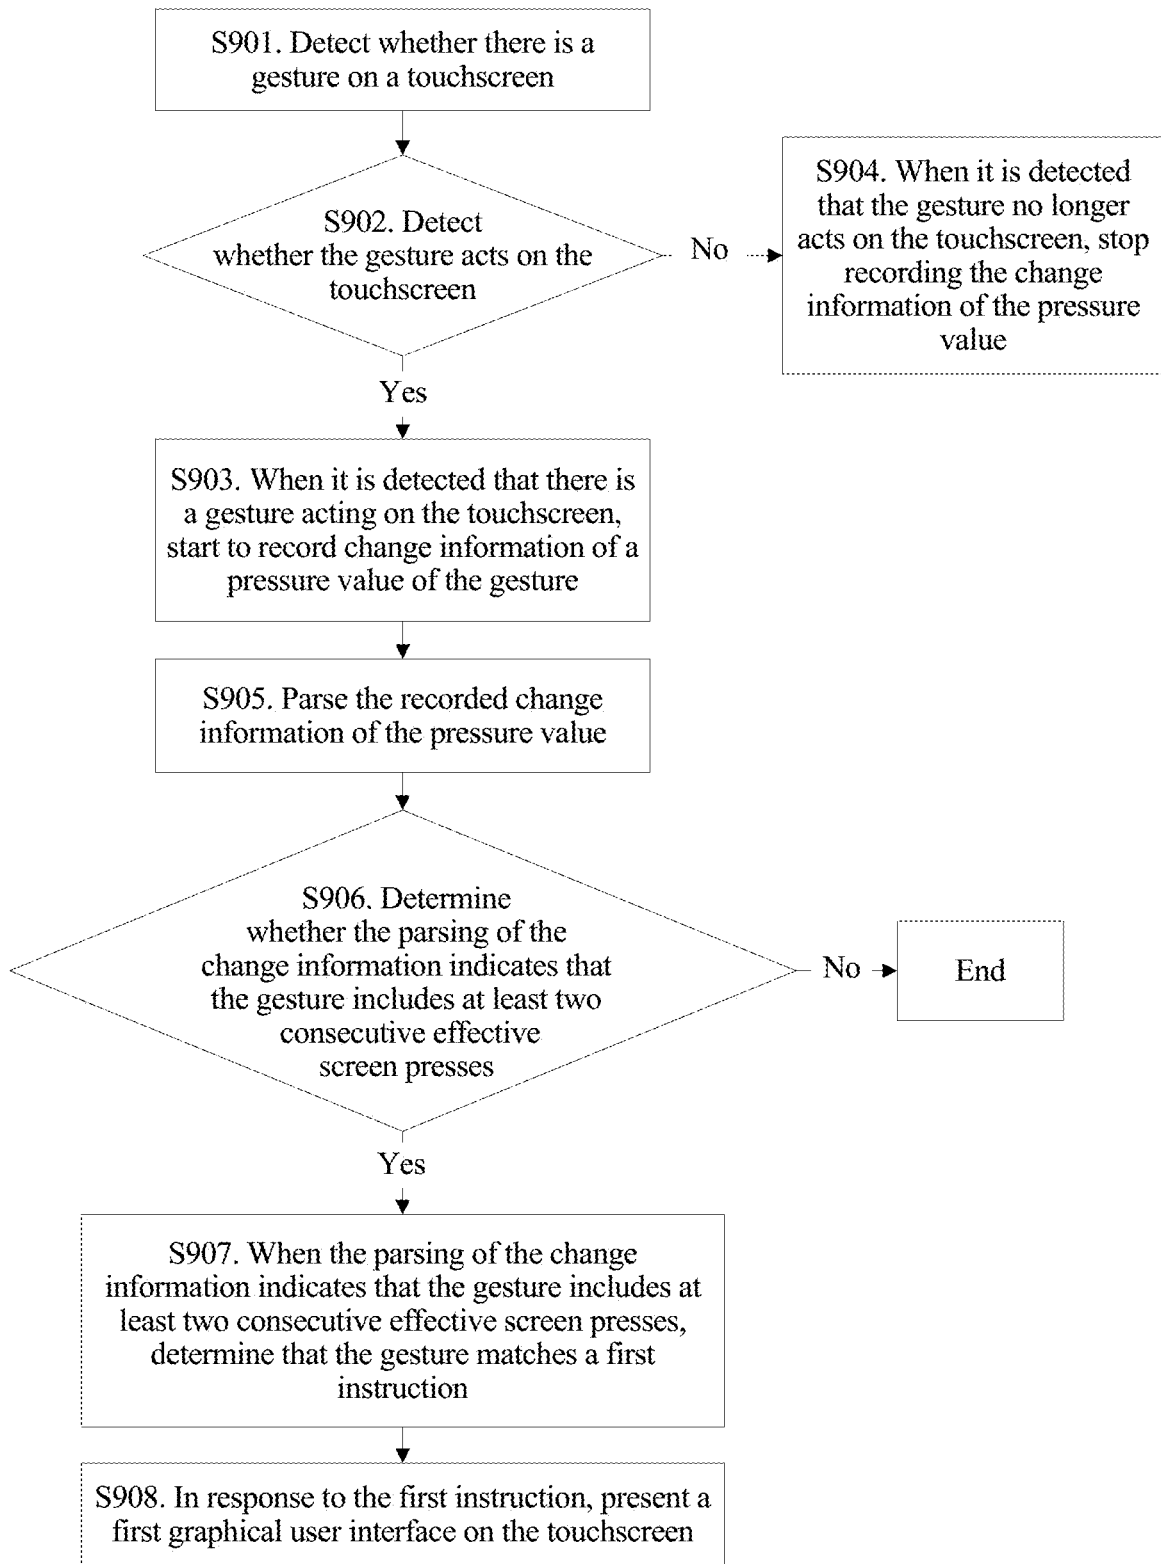 S901. Detect whether there is a
gesture on a touchscreen
S902. Detect
whether the gesture acts on the
touchscreen
No
S904. When it is detected
that the gesture no longer
acts on the touchscreen, stop
recording the change
information of the pressure
value
Yes
S903. When it is detected that there is
a gesture acting on the touchscreen,
start to record change information of a
pressure value of the gesture
S905. Parse the recorded change
information of the pressure value
S906. Determine
whether the parsing of the
change information indicates that
the gesture includes at least two
consecutive effective
screen presses
No
End
Yes
S907. When the parsing of the change
information indicates that the gesture includes at
least two consecutive effective screen presses,
determine that the gesture matches a first
instruction
S908. In response to the first instruction, present a
first graphical user interface on the touchscreen